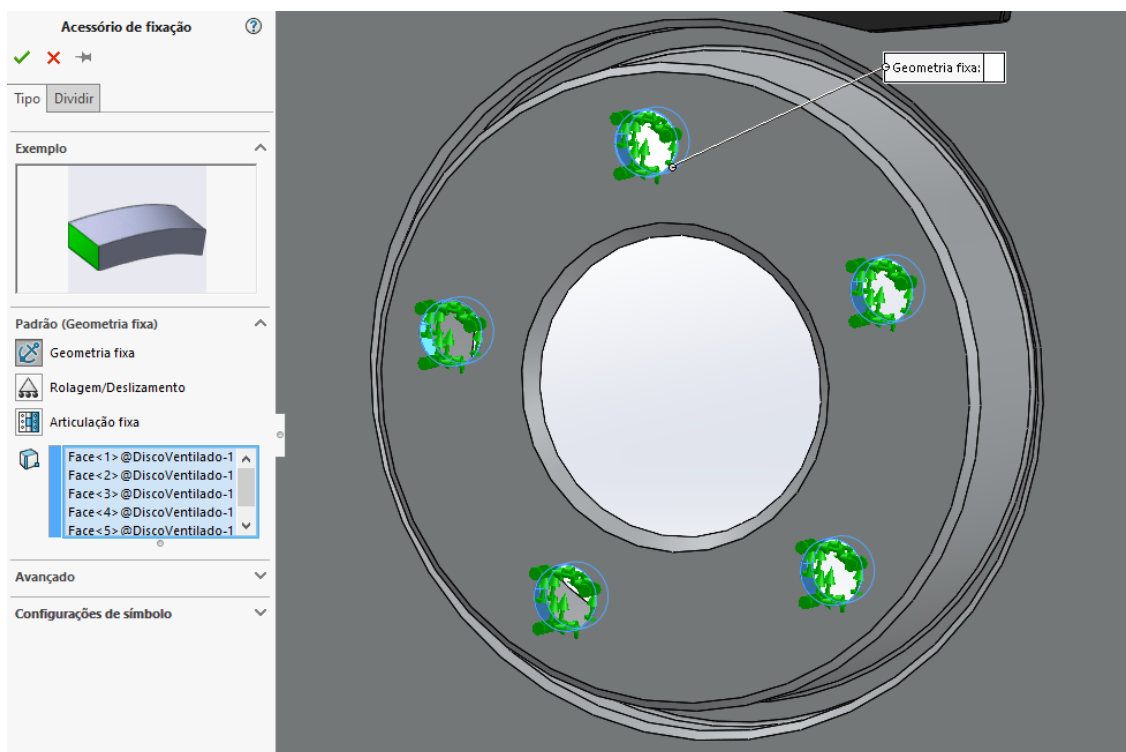 Acessório de fixação
Tipo Dividir
Exemplo
Padrão (Geometria fixa)
Geometria fixa
Rolagem/Deslizamento
Articulação fixa
Face<1>@DiscoVentilado-1
Face<2>@DiscoVentilado-1
Face<3>@DiscoVentilado-1
Face<4>@DiscoVentilado-1
Face<5>@DiscoVentilado-1
Avançado
Configurações de símbolo
Geometria fixa: